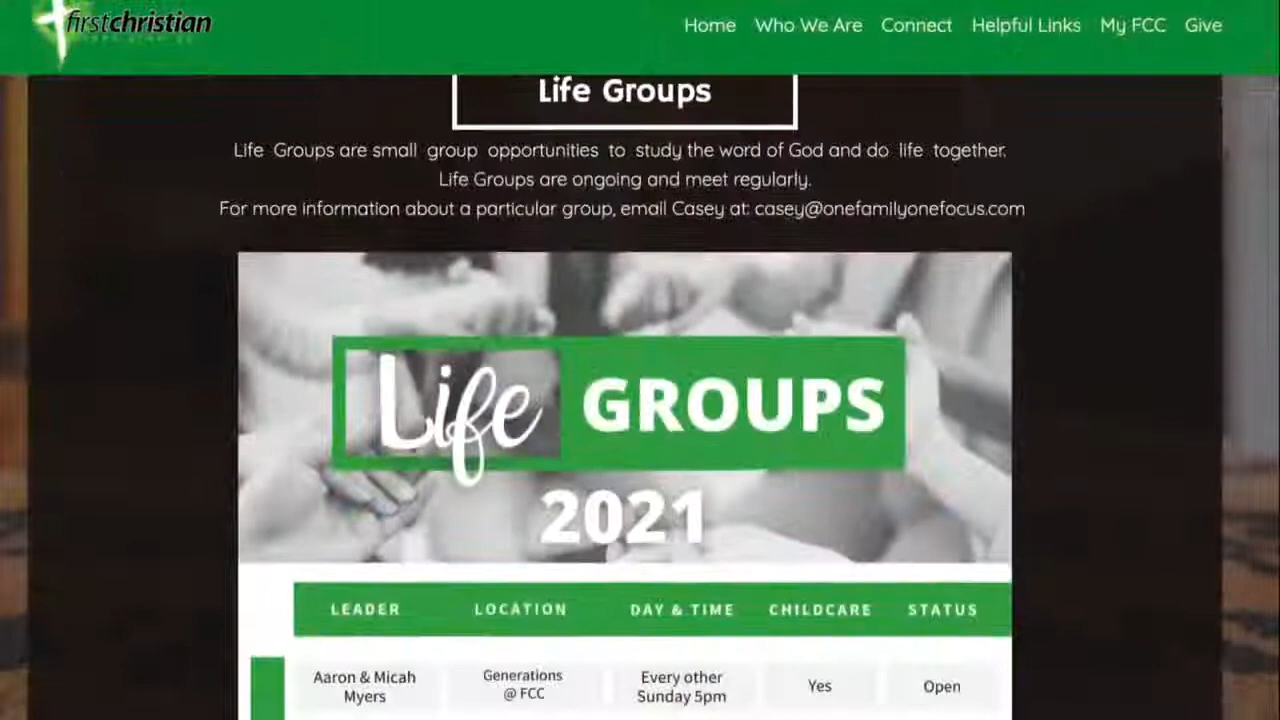 firstchristian
Home Who We Are Connect Helpful Links My FCC Give
Life Groups
Life Groups are small group opportunities to study the word of God and do life together.
Life Groups are ongoing and meet regularly.
For more information about a particular group, email Casey at: casey@onefamilyonefocus.com
Life GROUPS
2021
LEADER LOCATION DAY & TIME CHILDCARE STATUS
Aaron & Micah Myers
Generations @ FCC
Every other Sunday 5pm
Yes
Open